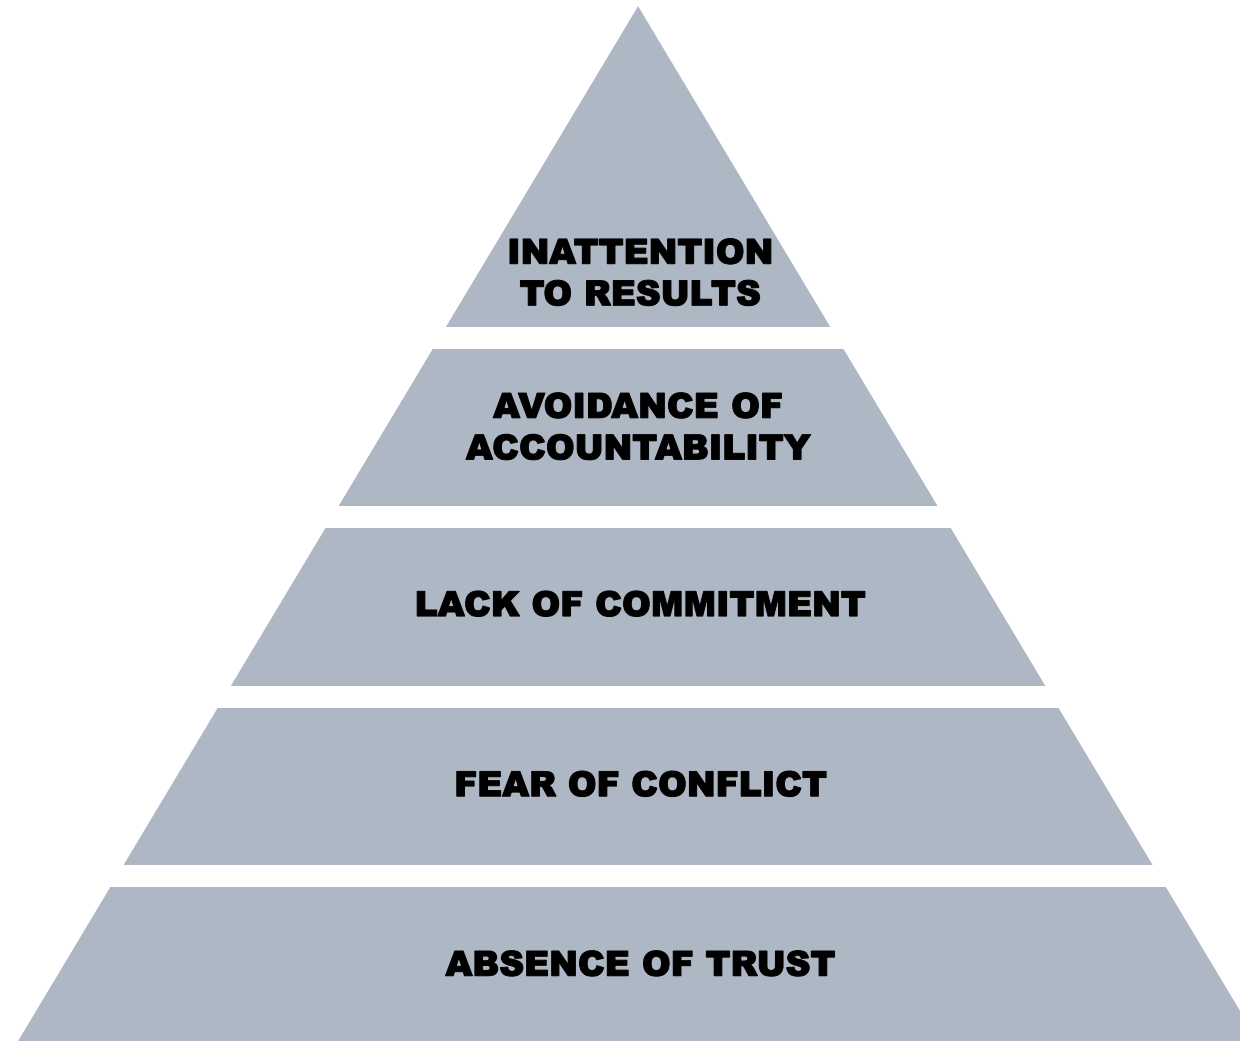 INATTENTION
TO RESULTS
AVOIDANCE OF
ACCOUNTABILITY
LACK OF COMMITMENT
FEAR OF CONFLICT
ABSENCE OF TRUST